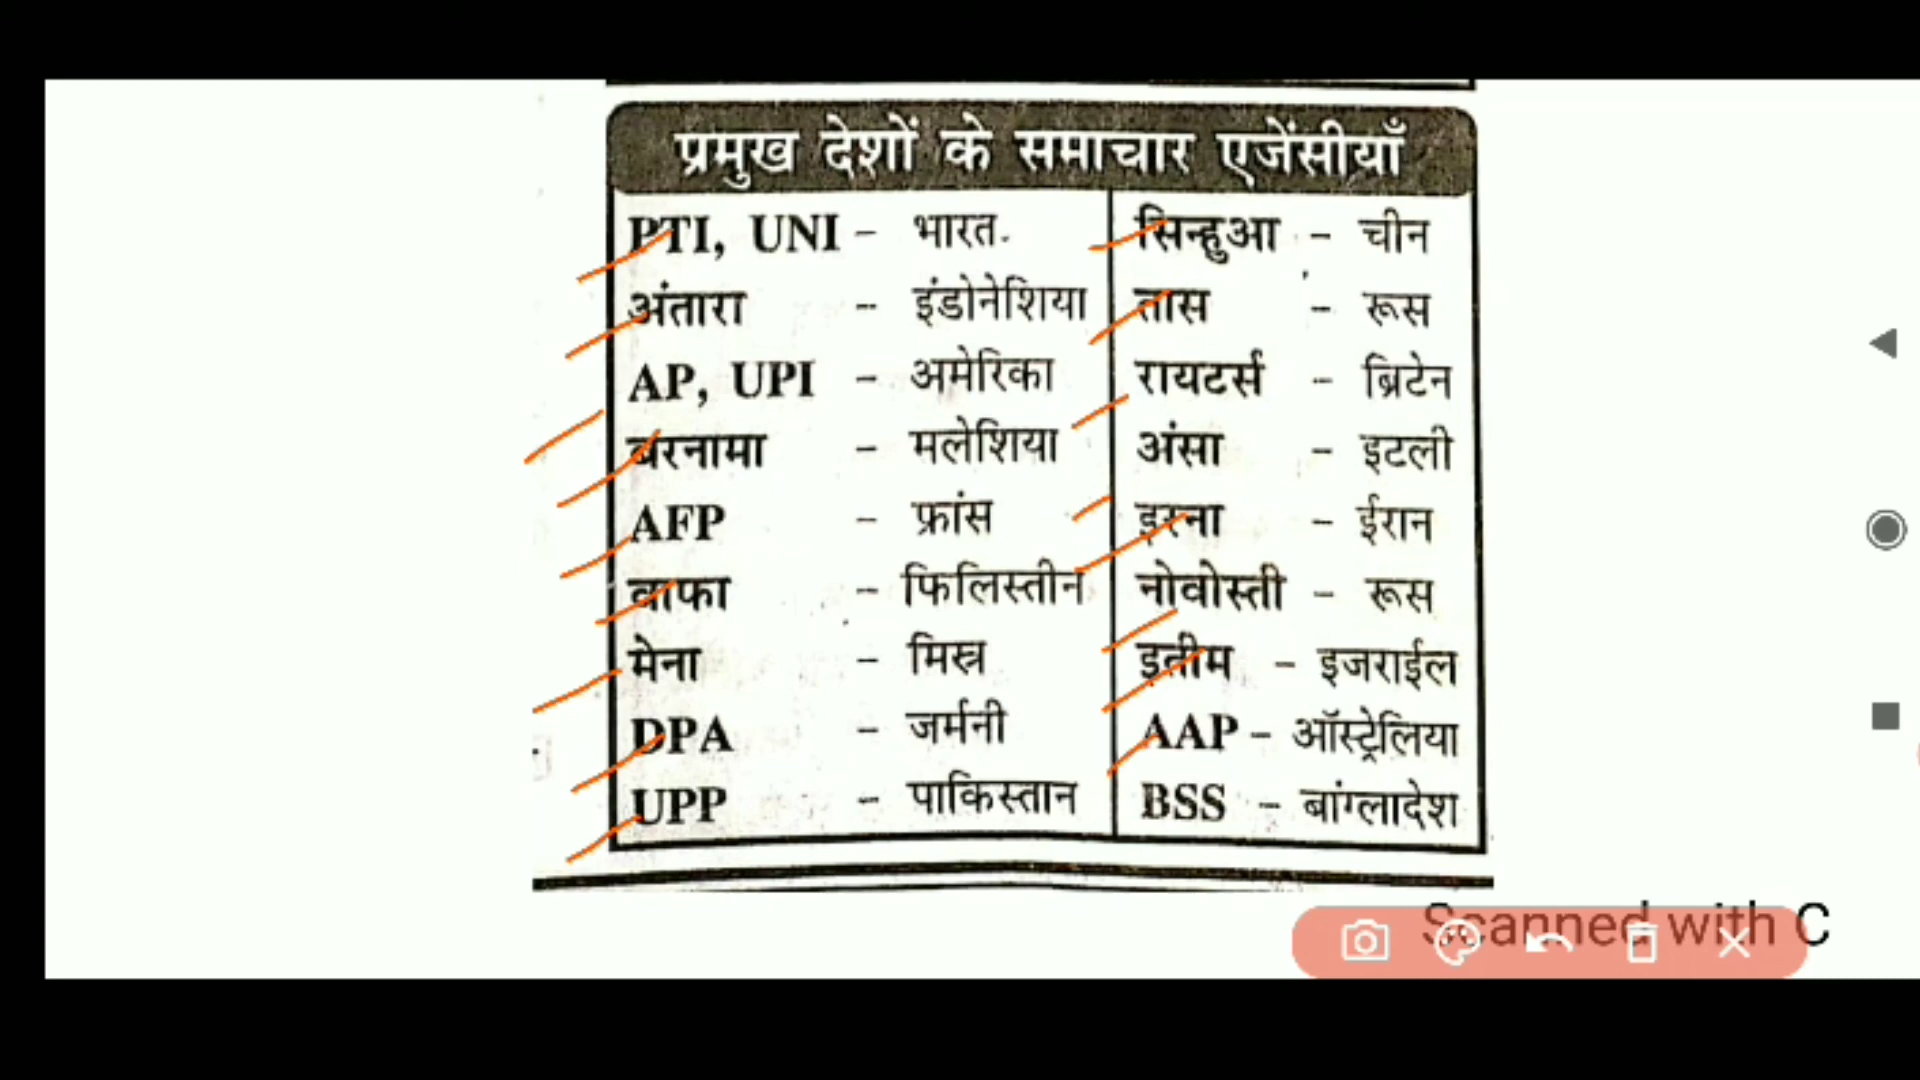 प्रमुख देशों के समाचार एजेंसीयाँ
PTI, UNI – भारत
अंतारा – इंडोनेशिया
AP, UPI – अमेरिका
बरनामा – मलेशिया
AFP – फ्रांस
वाफा – फिलिस्तीन
मेना – मिस्र
DPA – जर्मनी
UPP – पाकिस्तान
सिन्हुआ – चीन
तास – रूस
रायटर्स – ब्रिटेन
अंसा – इटली
इरना – ईरान
नोवोस्ती – रूस
इतीम – इजराईल
AAP – ऑस्ट्रेलिया
BSS – बांग्लादेश
Scanned with C